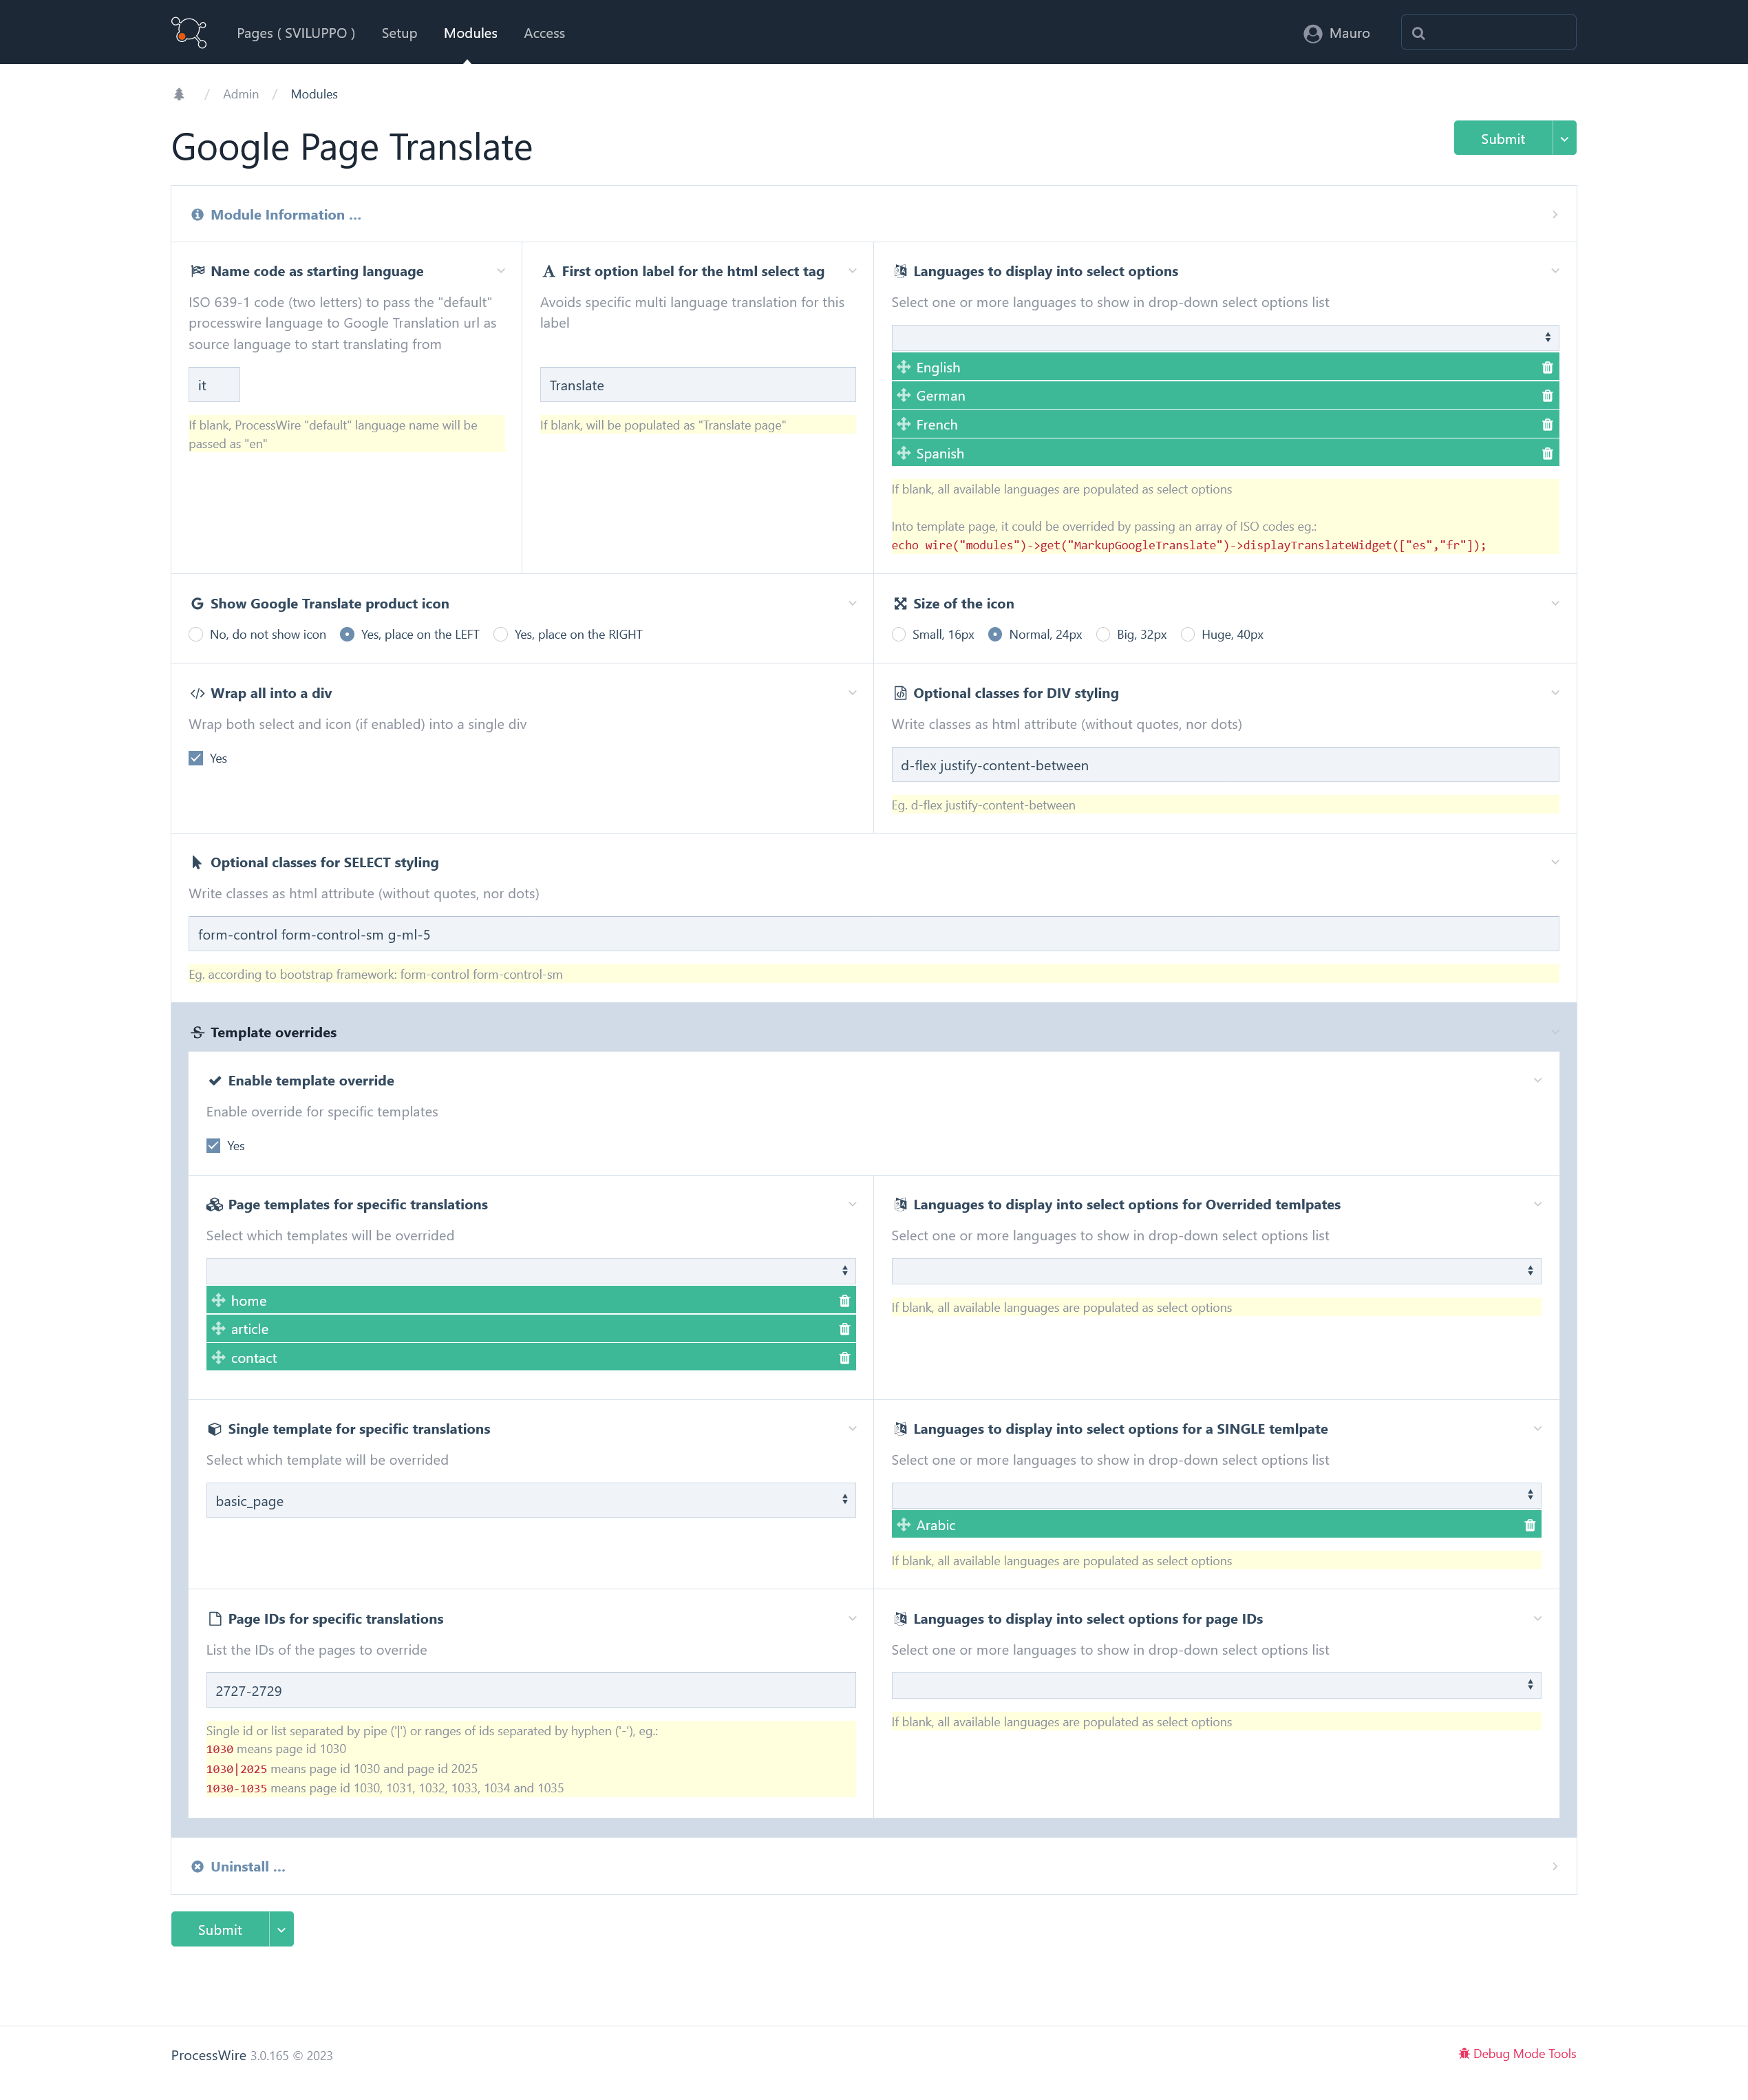 Pages ( SVILUPPO ) Setup Modules Access Mauro
/ Admin / Modules
Google Page Translate
Submit
Module Information ...
Name code as starting language
ISO 639-1 code (two letters) to pass the "default"
processwire language to Google Translation url as
source language to start translating from
it
If blank, ProcessWire "default" language name will be
passed as "en"
First option label for the html select tag
Avoids specific multi language translation for this
label
Translate
If blank, will be populated as "Translate page"
Languages to display into select options
Select one or more languages to show in drop-down select options list
English
German
French
Spanish
If blank, all available languages are populated as select options
Into template page, it could be overrided by passing an array of ISO codes eg.:
echo wire("modules")->get("MarkupGoogleTranslate")->displayTranslateWidget(["es","fr"]);
Show Google Translate product icon
No, do not show icon Yes, place on the LEFT Yes, place on the RIGHT
Size of the icon
Small, 16px Normal, 24px Big, 32px Huge, 40px
Wrap all into a div
Wrap both select and icon (if enabled) into a single div
Yes
Optional classes for DIV styling
Write classes as html attribute (without quotes, nor dots)
d-flex justify-content-between
Eg. d-flex justify-content-between
Optional classes for SELECT styling
Write classes as html attribute (without quotes, nor dots)
form-control form-control-sm g-ml-5
Eg. according to bootstrap framework: form-control form-control-sm
Template overrides
Enable template override
Enable override for specific templates
Yes
Page templates for specific translations
Select which templates will be overrided
home
article
contact
Languages to display into select options for Overrided temlpates
Select one or more languages to show in drop-down select options list
If blank, all available languages are populated as select options
Single template for specific translations
Select which template will be overrided
basic_page
Languages to display into select options for a SINGLE temlpate
Select one or more languages to show in drop-down select options list
Arabic
If blank, all available languages are populated as select options
Page IDs for specific translations
List the IDs of the pages to override
2727-2729
Single id or list separated by pipe ('|') or ranges of ids separated by hyphen ('-'), eg.:
1030 means page id 1030
1030|2025 means page id 1030 and page id 2025
1030-1035 means page id 1030, 1031, 1032, 1033, 1034 and 1035
Languages to display into select options for page IDs
Select one or more languages to show in drop-down select options list
If blank, all available languages are populated as select options
Uninstall ...
Submit
ProcessWire 3.0.165 © 2023
Debug Mode Tools